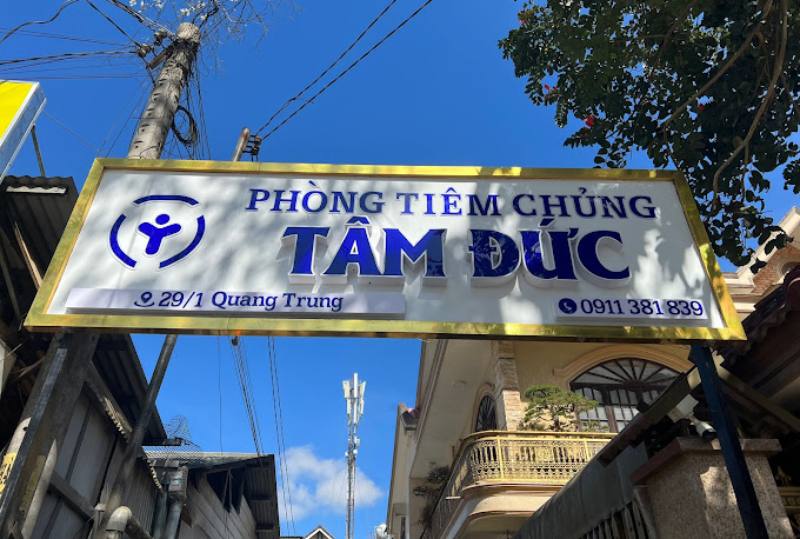 PHÒNG TIÊM CHỦNG
TÂM ĐỨC
29/1 Quang Trung
0911 381 839